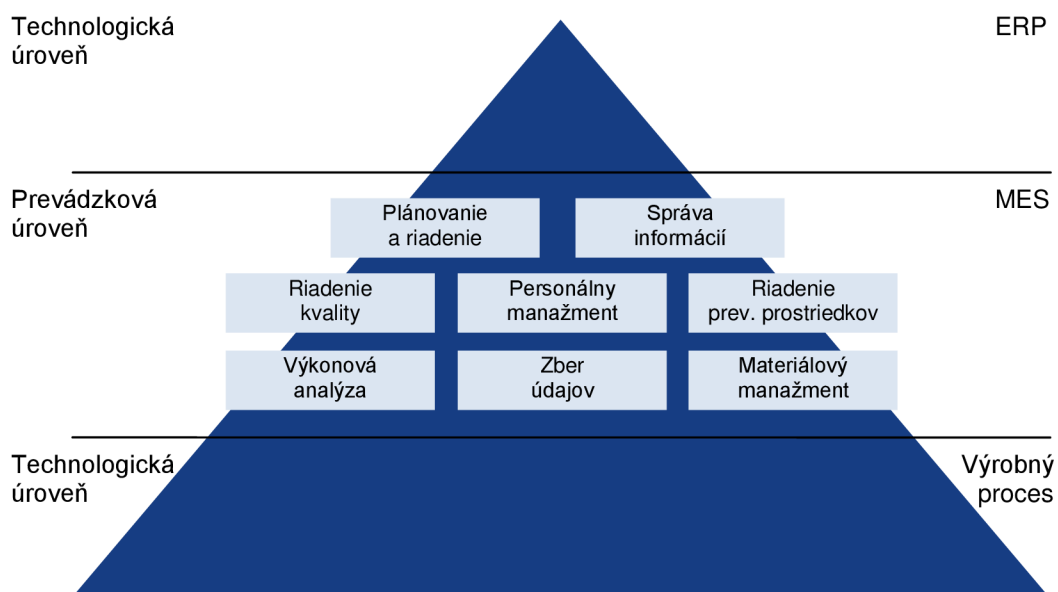 Technologická
úroveň
ERP
Prevádzková
úroveň
MES
Plánovanie
a riadenie
Správa
informácií
Riadenie
kvality
Personálny
manažment
Riadenie
prev. prostriedkov
Výkonová
analýza
Zber
údajov
Materiálový
manažment
Technologická
úroveň
Výrobný
proces